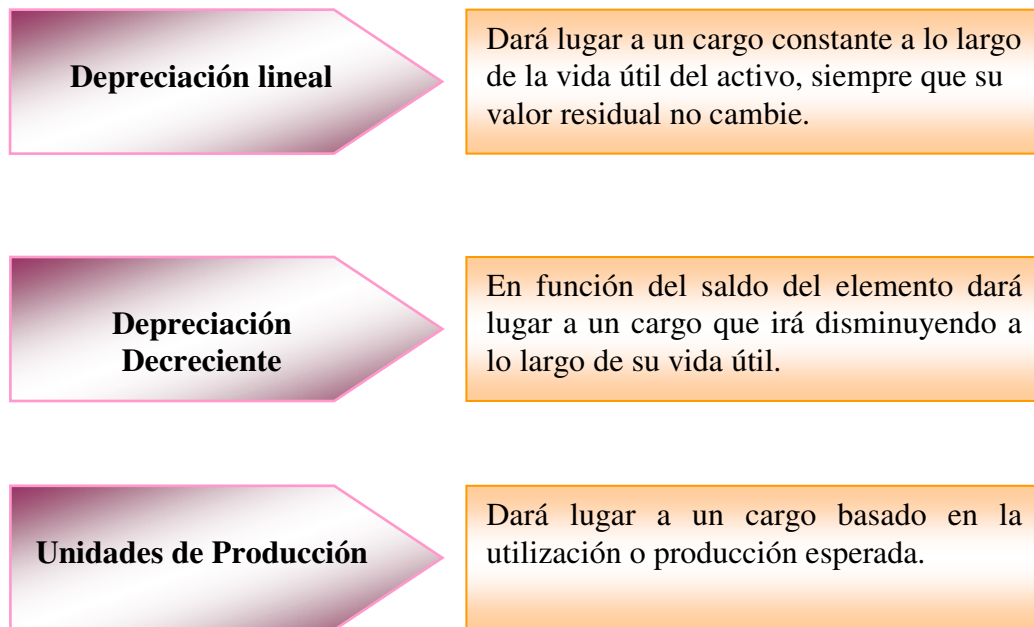 Depreciación lineal
Dará lugar a un cargo constante a lo largo
de la vida útil del activo, siempre que su
valor residual no cambie.
Depreciación
Decreciente
En función del saldo del elemento dará
lugar a un cargo que irá disminuyendo a
lo largo de su vida útil.
Unidades de Producción
Dará lugar a un cargo basado en la
utilización o producción esperada.